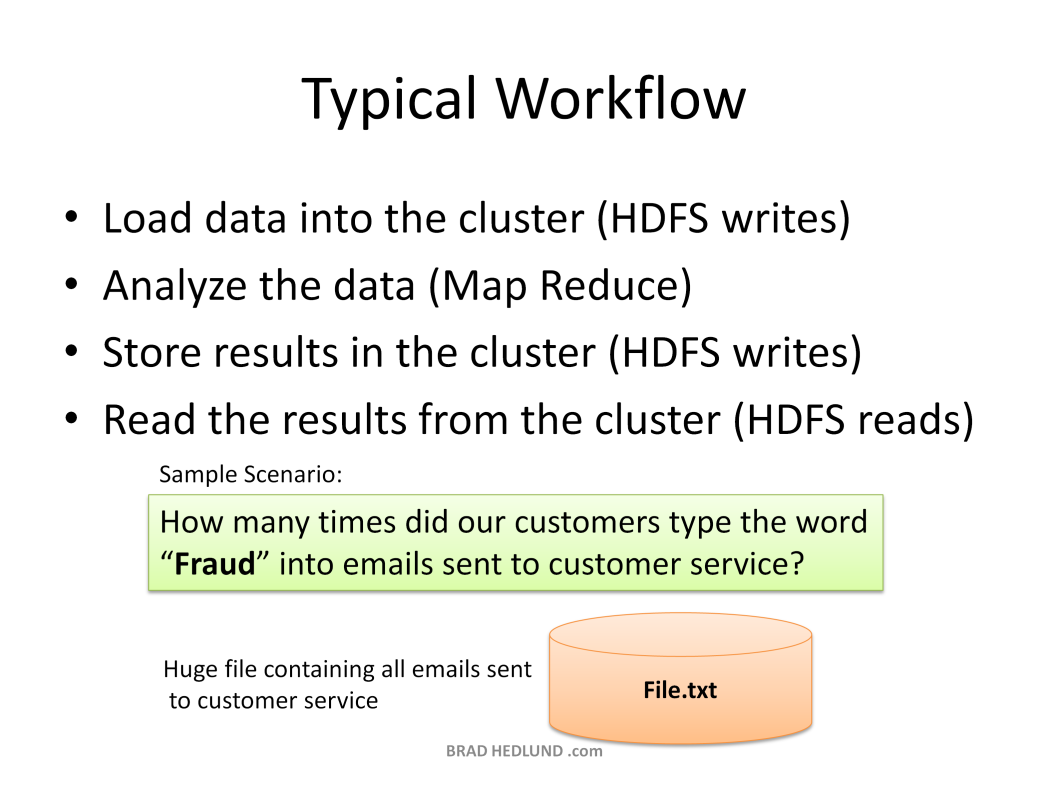 Typical Workflow
• Load data into the cluster (HDFS writes)
• Analyze the data (Map Reduce)
• Store results in the cluster (HDFS writes)
• Read the results from the cluster (HDFS reads)
Sample Scenario:
How many times did our customers type the word
“Fraud” into emails sent to customer service?
Huge file containing all emails sent
to customer service
File.txt
BRAD HEDLUND .com